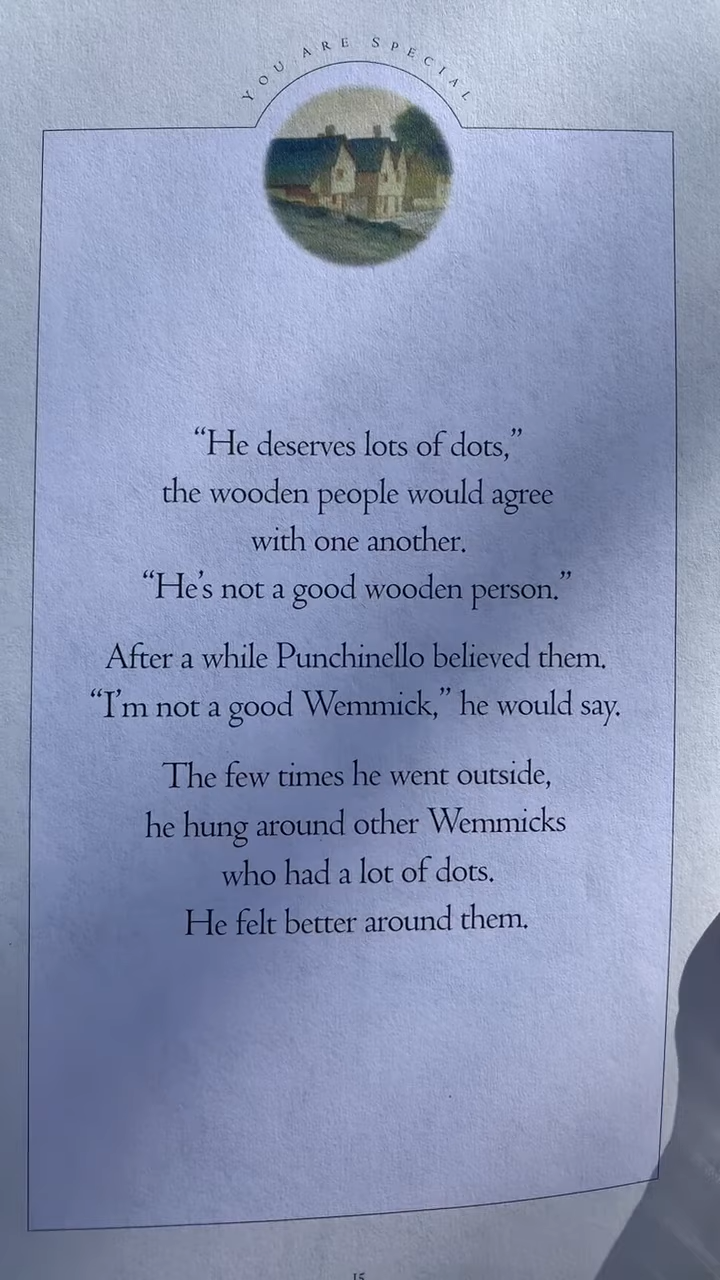 YOU ARE SPECIAL
“He deserves lots of dots,”
the wooden people would agree
with one another.
“He’s not a good wooden person.”
After a while Punchinello believed them.
“I’m not a good Wemmick,” he would say.
The few times he went outside,
he hung around other Wemmicks
who had a lot of dots.
He felt better around them.
15